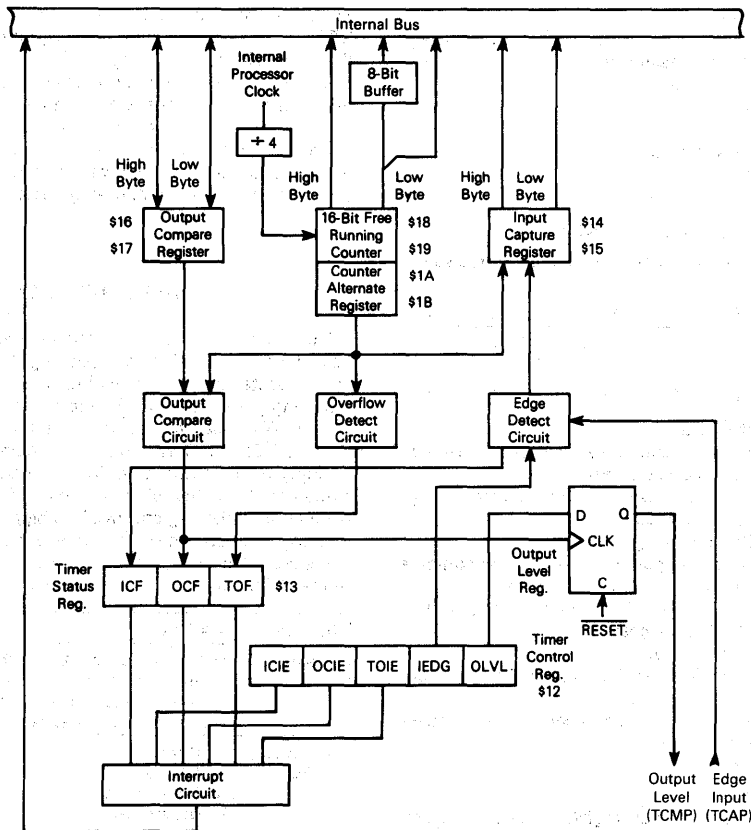 Internal Bus
Internal
Processor
Clock
8-Bit
Buffer
÷ 4
High
Byte
Low
Byte
High
Byte
Low
Byte
High
Byte
Low
Byte
$16
$17
Output
Compare
Register
16-Bit Free
Running
Counter
$18
$19
Counter
Alternate
Register
$1A
$1B
Input
Capture
Register
$14
$15
Output
Compare
Circuit
Overflow
Detect
Circuit
Edge
Detect
Circuit
D Q
CLK
C
Output
Level
Reg.
RESET
Timer
Status
Reg.
ICF OCF TOF
$13
ICIE OCIE TOIE IEDG OLVL
Timer
Control
Reg.
$12
Interrupt
Circuit
Output
Level
(TCMP)
Edge
Input
(TCAP)